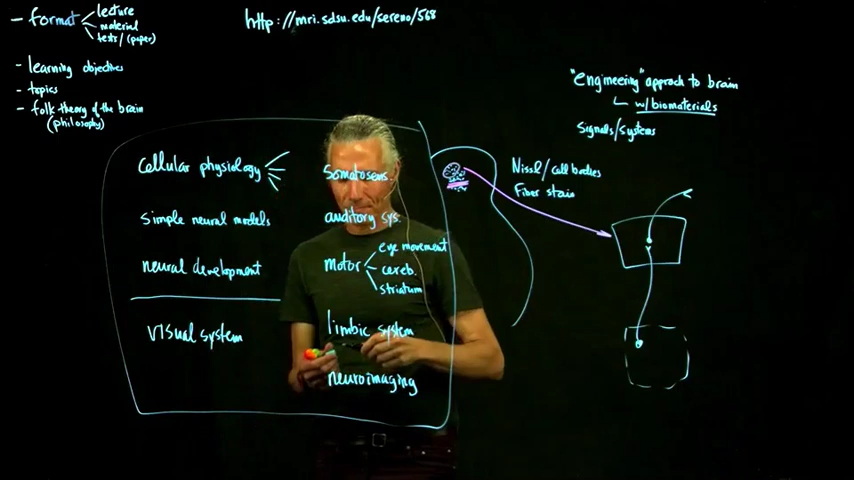 - format
lecture
material
tests/(paper)
- learning objectives
- topics
- folk theory of the brain
(philosophy)
http://mri.sdsu.edu/sereno/568
"engineering" approach to brain
w/ biomaterials
signals/systems
Cellular physiology
simple neural models
neural development
visual system
Somatosens.
auditory sys.
motor
eye movement
cereb.
striatum
limbic system
neuroimaging
Nissl/cell bodies
Fiber stain